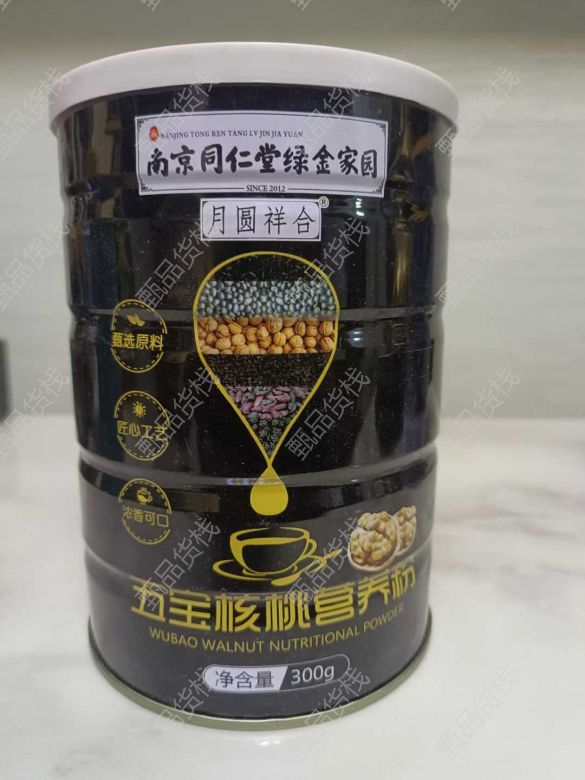 NANJING TONG REN TANG LV JIN JIA YUAN
南京同仁堂绿金家园
SINCE 2012
月圆祥合®
甄选原料
匠心工艺
浓香可口
五宝核桃营养粉
WUBAO WALNUT NUTRITIONAL POWDER
净含量 300g
甄品货栈